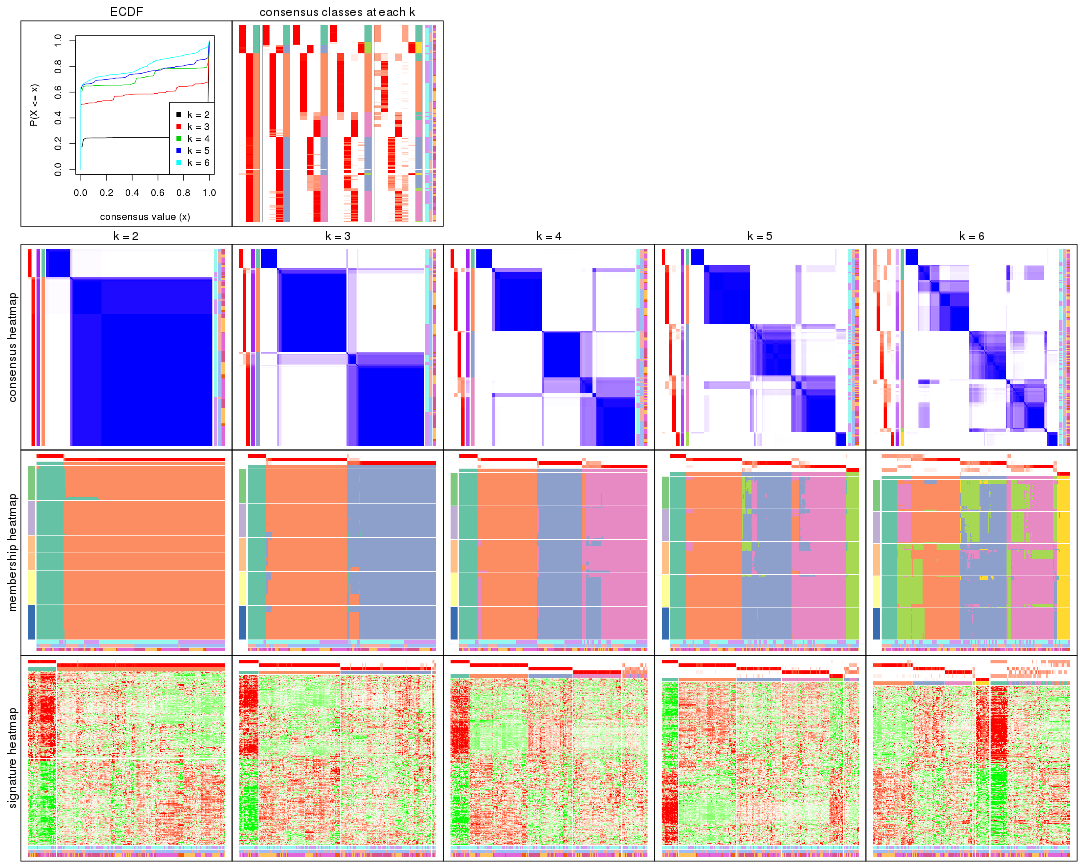 ECDF
consensus classes at each k
P(X <= x)
0.0 0.2 0.4 0.6 0.8 1.0
k = 2
k = 3
k = 4
k = 5
k = 6
0.0 0.2 0.4 0.6 0.8 1.0
consensus value (x)
k = 2
k = 3
k = 4
k = 5
k = 6
consensus heatmap
membership heatmap
signature heatmap